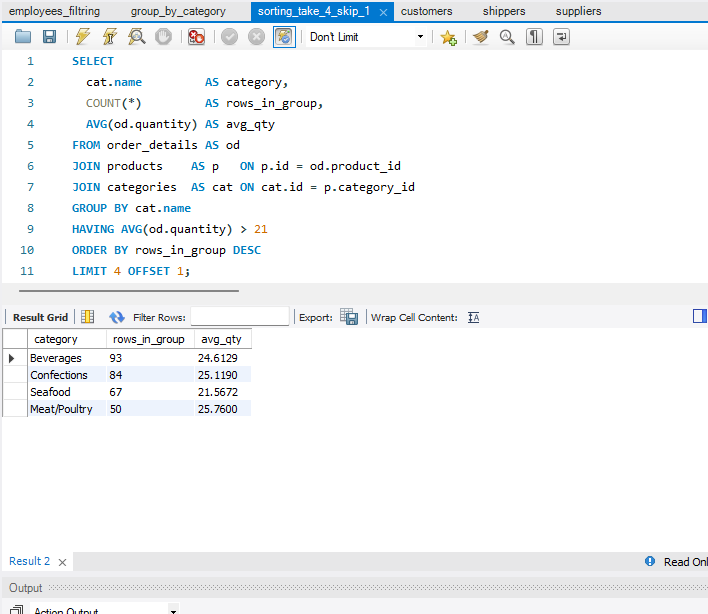 employees_filtring group_by_category sorting_take_4_skip_1 customers shippers suppliers
Don't Limit
1 SELECT
2 cat.name AS category,
3 COUNT(*) AS rows_in_group,
4 AVG(od.quantity) AS avg_qty
5 FROM order_details AS od
6 JOIN products AS p ON p.id = od.product_id
7 JOIN categories AS cat ON cat.id = p.category_id
8 GROUP BY cat.name
9 HAVING AVG(od.quantity) > 21
10 ORDER BY rows_in_group DESC
11 LIMIT 4 OFFSET 1;
Result Grid Filter Rows: Export: Wrap Cell Content:
category rows_in_group avg_qty
Beverages 93 24.6129
Confections 84 25.1190
Seafood 67 21.5672
Meat/Poultry 50 25.7600
Result 2 Read Onl
Output
Action Output